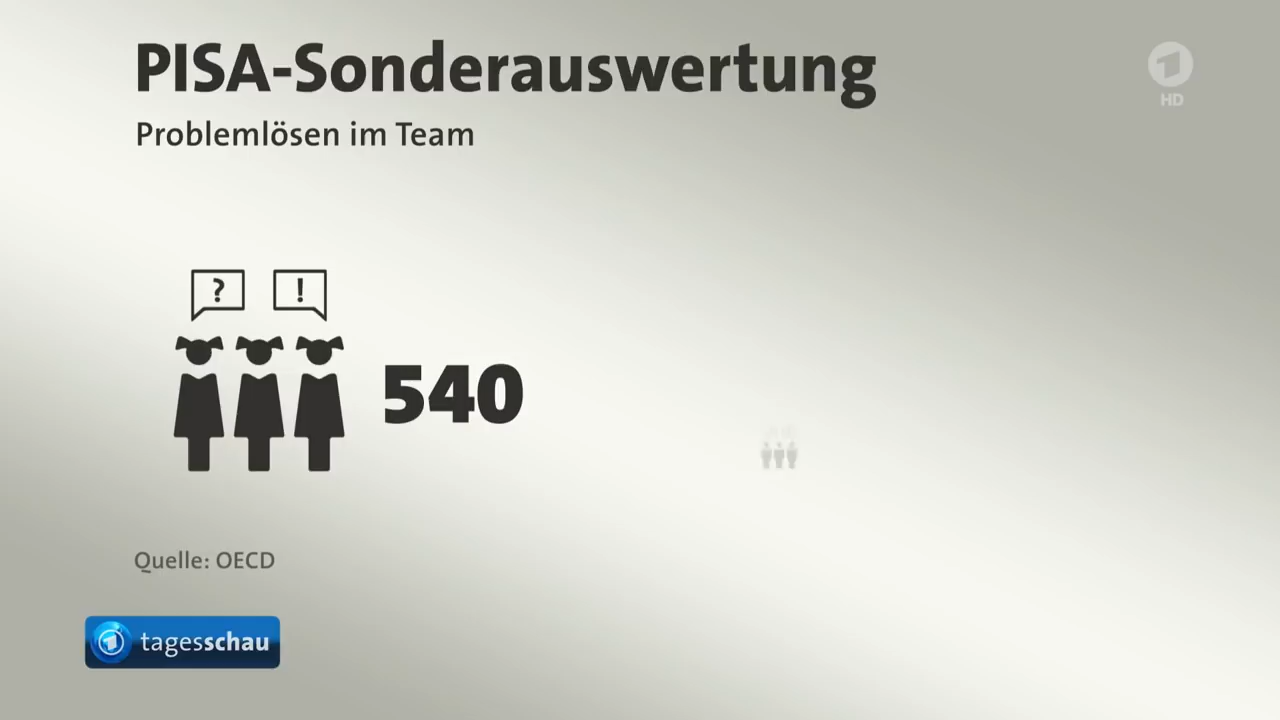 PISA-Sonderauswertung
Problemlösen im Team
HD
? !
540
Quelle: OECD
tagesschau